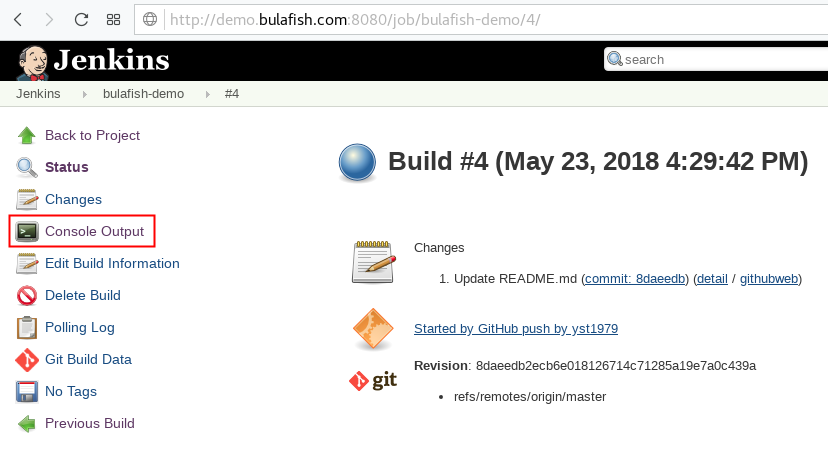 http://demo.bulafish.com:8080/job/bulafish-demo/4/
Jenkins
search
Jenkins bulafish-demo #4
Back to Project
Status
Changes
Console Output
Edit Build Information
Delete Build
Polling Log
Git Build Data
No Tags
Previous Build
Build #4 (May 23, 2018 4:29:42 PM)
Changes
1. Update README.md (commit: 8daeedb) (detail / githubweb)
Started by GitHub push by yst1979
git
Revision: 8daeedb2ecb6e018126714c71285a19e7a0c439a
• refs/remotes/origin/master